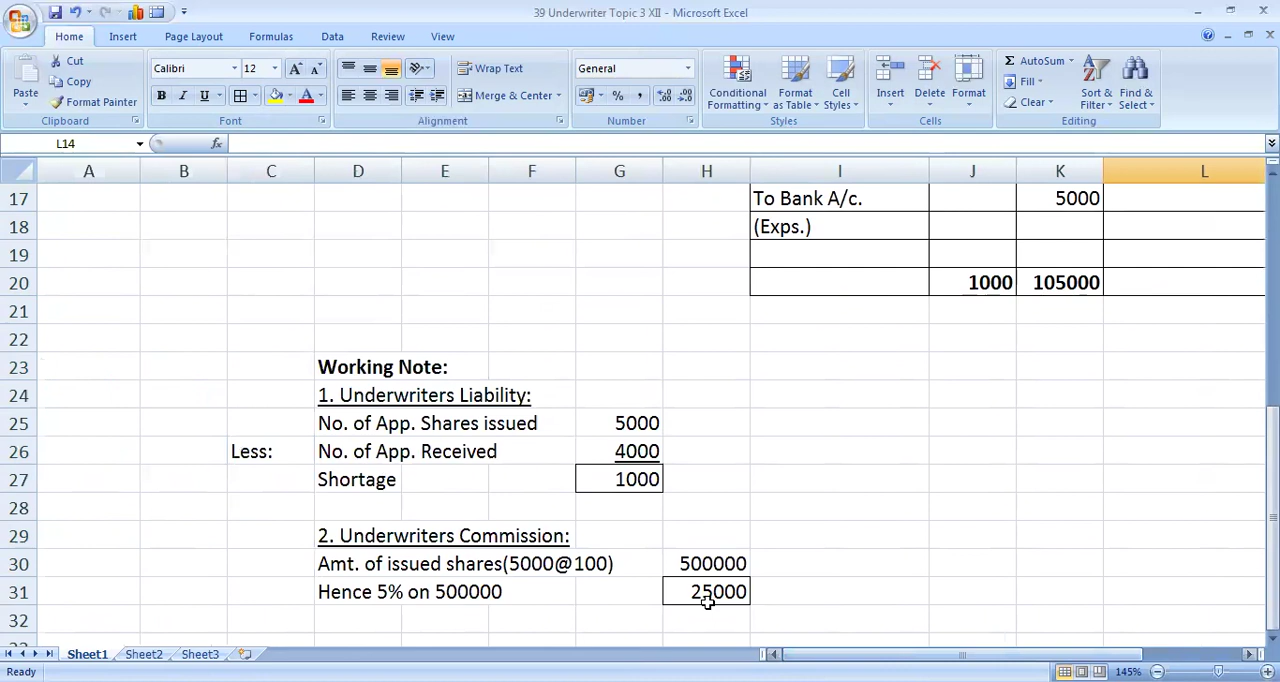 39 Underwriter Topic 3 XII - Microsoft Excel
Home Insert Page Layout Formulas Data Review View
Paste Cut Copy Format Painter Clipboard
Calibri 12 A A B I U A Font
Wrap Text Merge & Center Alignment
General % , .0 .00 .00 .0 Number
Conditional Formatting Format as Table Cell Styles Styles
Insert Delete Format Cells
Σ AutoSum Fill Clear Sort & Filter Find & Select Editing
L14 fx
A B C D E F G H I J K L
17 To Bank A/c. 5000
18 (Exps.)
19
20 1000 105000
21
22
23 Working Note:
24 1. Underwriters Liability:
25 No. of App. Shares issued 5000
26 Less: No. of App. Received 4000
27 Shortage 1000
28
29 2. Underwriters Commission:
30 Amt. of issued shares(5000@100) 500000
31 Hence 5% on 500000 25000
32
Sheet1 Sheet2 Sheet3
Ready 145%